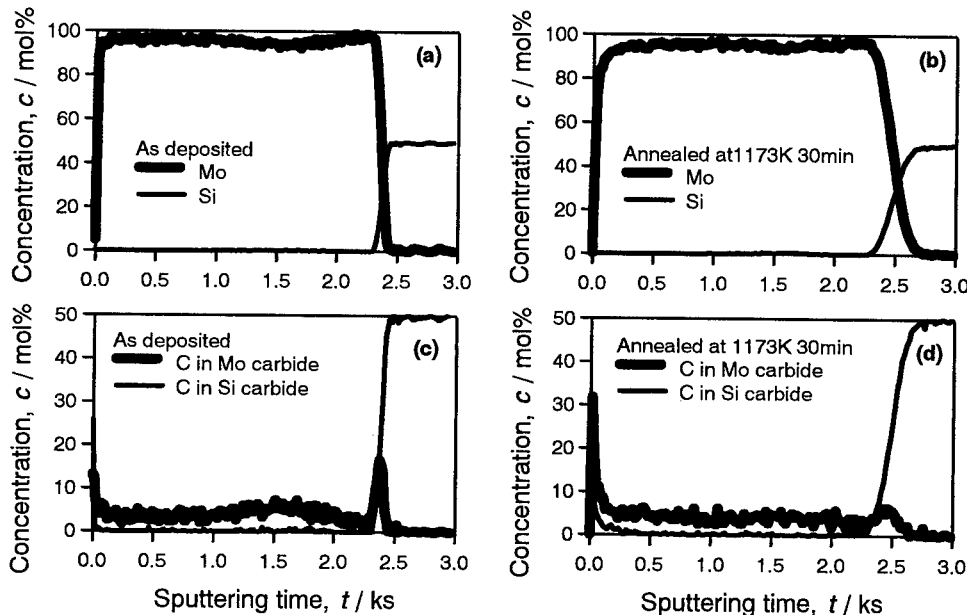 Concentration, c / mol%
100
80
60
40
20
0
(a)
As deposited
Mo
Si
0.0 0.5 1.0 1.5 2.0 2.5 3.0
Concentration, c / mol%
100
80
60
40
20
0
(b)
Annealed at1173K 30min
Mo
Si
0.0 0.5 1.0 1.5 2.0 2.5 3.0
Concentration, c / mol%
50
40
30
20
10
0
(c)
As deposited
C in Mo carbide
C in Si carbide
0.0 0.5 1.0 1.5 2.0 2.5 3.0
Sputtering time, t / ks
Concentration, c / mol%
50
40
30
20
10
0
(d)
Annealed at 1173K 30min
C in Mo carbide
C in Si carbide
0.0 0.5 1.0 1.5 2.0 2.5 3.0
Sputtering time, t / ks